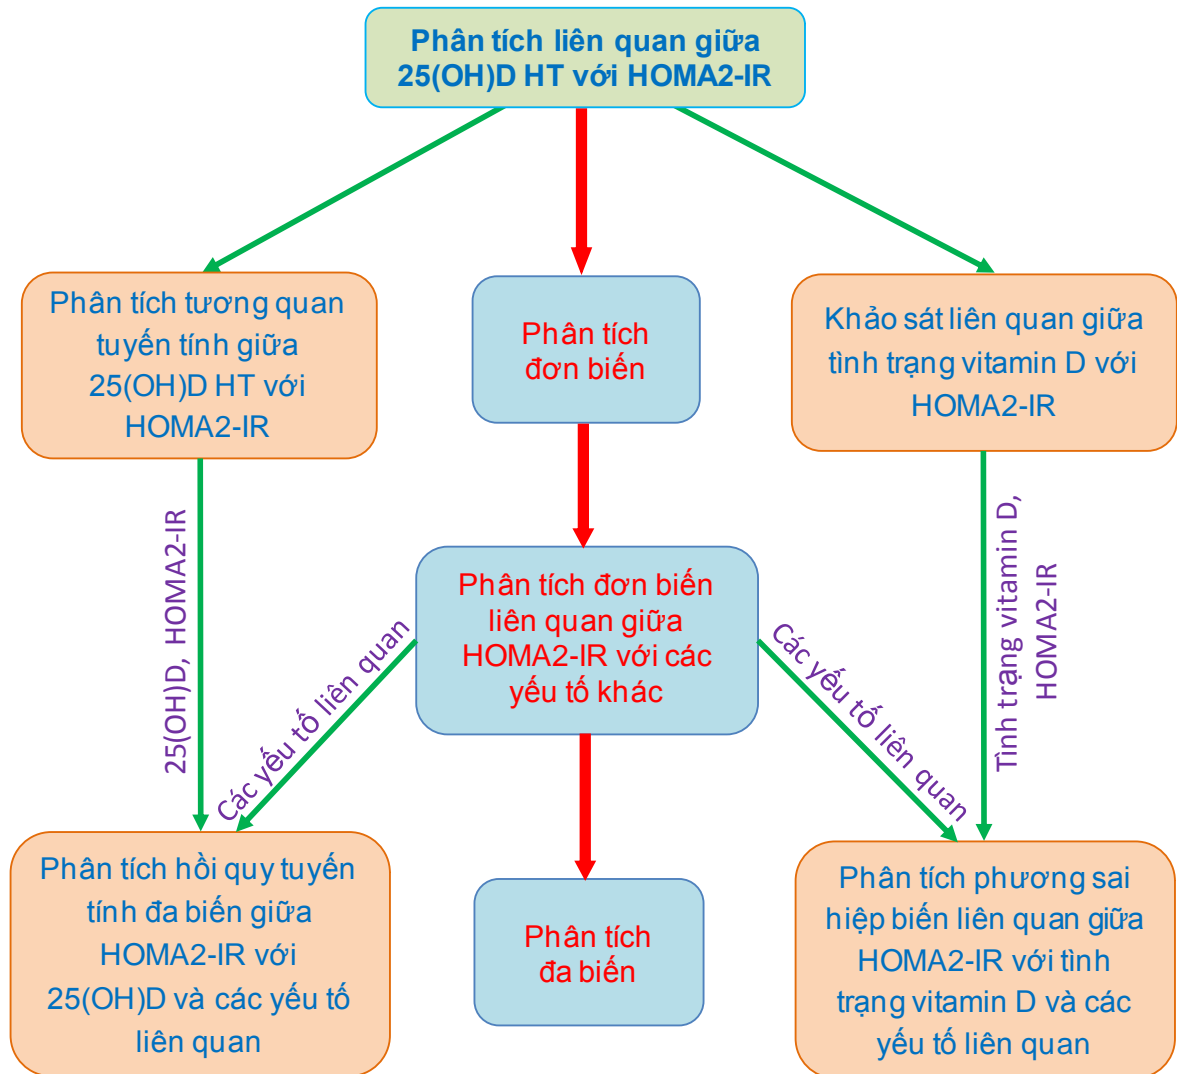 Phân tích liên quan giữa
25(OH)D HT với HOMA2-IR
Phân tích tương quan
tuyến tính giữa
25(OH)D HT với
HOMA2-IR
Phân tích
đơn biến
Khảo sát liên quan giữa
tình trạng vitamin D với
HOMA2-IR
25(OH)D, HOMA2-IR
Phân tích đơn biến
liên quan giữa
HOMA2-IR với các
yếu tố khác
Tình trạng vitamin D,
HOMA2-IR
Các yếu tố liên quan
Các yếu tố liên quan
Phân tích hồi quy tuyến
tính đa biến giữa
HOMA2-IR với
25(OH)D và các yếu tố
liên quan
Phân tích
đa biến
Phân tích phương sai
hiệp biến liên quan giữa
HOMA2-IR với tình
trạng vitamin D và các
yếu tố liên quan